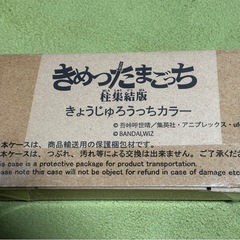 きめつたまごっち
柱集結版
きょうじゅろうっちカラー
© 吾峠呼世晴／集英社・アニプレックス・ufo
© BANDAI,WiZ
本ケースは、商品輸送用の保護梱包材です。
本ケースは、つぶれ、汚れ等による交換は出来ません。ご了承くださ
his case is a protective package for product transportation.
his case will not be object for refund in case of damage etc